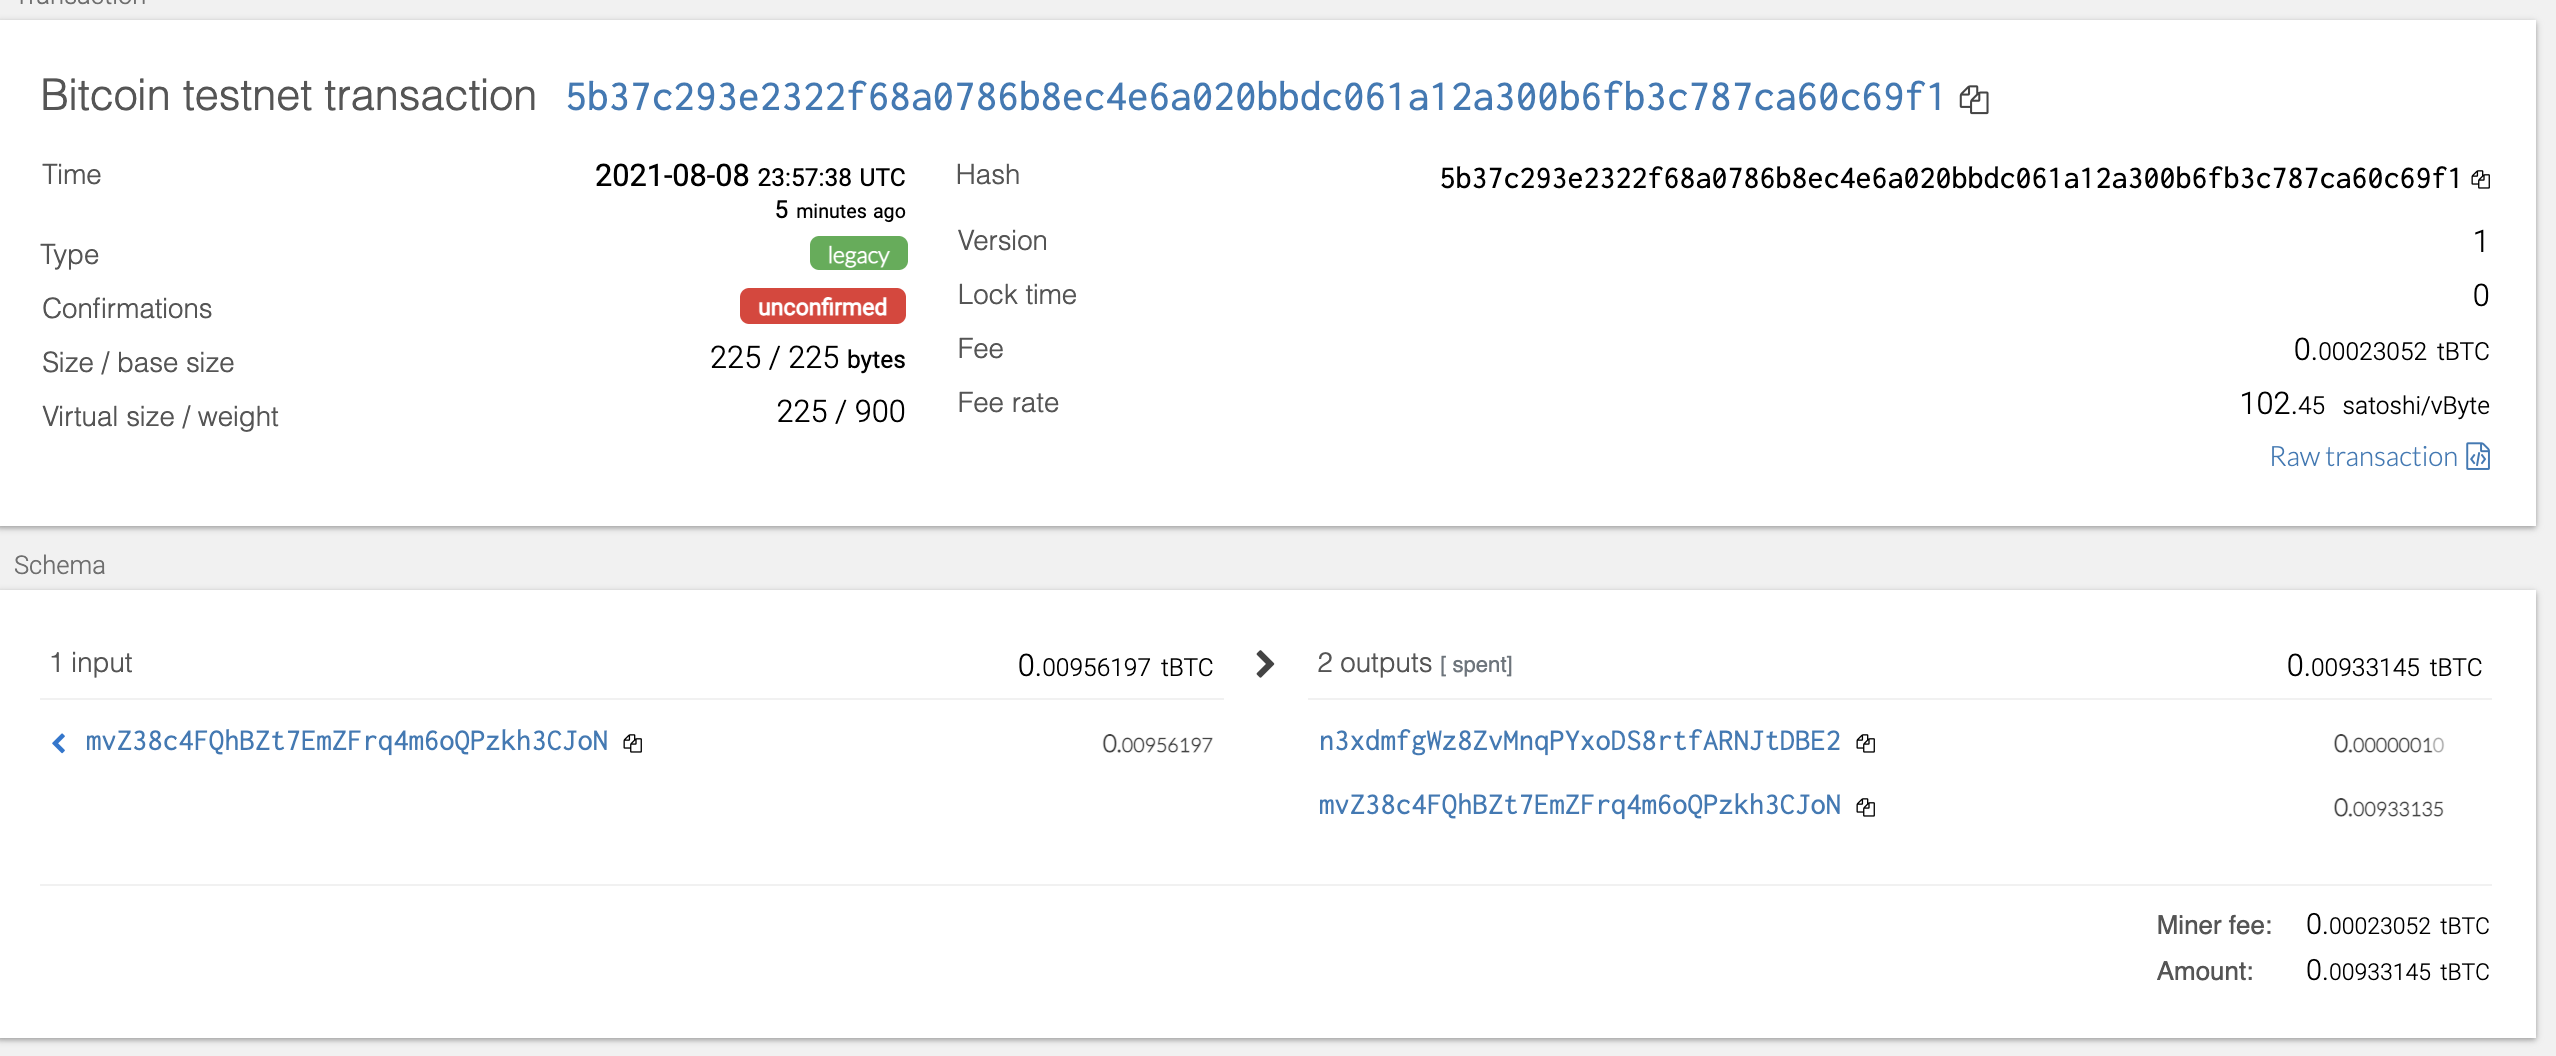 Transaction
Bitcoin testnet transaction 5b37c293e2322f68a0786b8ec4e6a020bbdc061a12a300b6fb3c787ca60c69f1
Time 2021-08-08 23:57:38 UTC
5 minutes ago
Hash 5b37c293e2322f68a0786b8ec4e6a020bbdc061a12a300b6fb3c787ca60c69f1
Type legacy
Version 1
Confirmations unconfirmed
Lock time 0
Size / base size 225 / 225 bytes
Fee 0.00023052 tBTC
Virtual size / weight 225 / 900
Fee rate 102.45 satoshi/vByte
Raw transaction
Schema
1 input 0.00956197 tBTC
2 outputs [ spent] 0.00933145 tBTC
mvZ38c4FQhBZt7EmZFrq4m6oQPzkh3CJoN 0.00956197
n3xdmfgWz8ZvMnqPYxoDS8rtfARNJtDBE2 0.00000010
mvZ38c4FQhBZt7EmZFrq4m6oQPzkh3CJoN 0.00933135
Miner fee: 0.00023052 tBTC
Amount: 0.00933145 tBTC